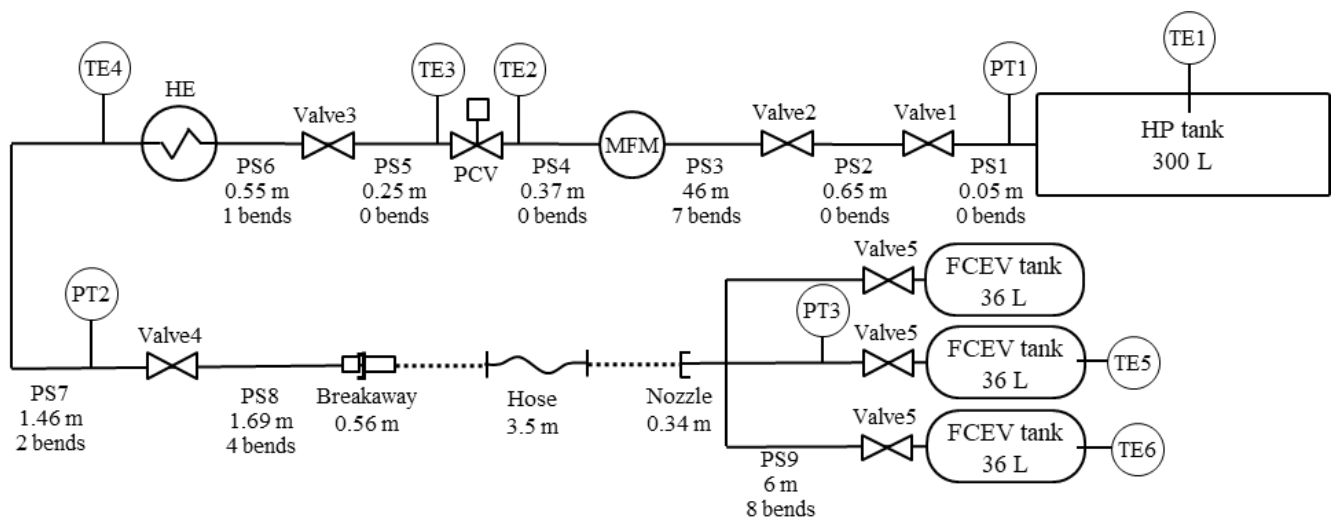 TE4
HE
Valve3
TE3
TE2
PCV
MFM
Valve2
Valve1
PT1
TE1
HP tank
300 L
PS6
0.55 m
1 bends
PS5
0.25 m
0 bends
PS4
0.37 m
0 bends
PS3
46 m
7 bends
PS2
0.65 m
0 bends
PS1
0.05 m
0 bends
PT2
Valve4
PS7
1.46 m
2 bends
PS8
1.69 m
4 bends
Breakaway
0.56 m
Hose
3.5 m
Nozzle
0.34 m
PS9
6 m
8 bends
Valve5
FCEV tank
36 L
PT3
Valve5
FCEV tank
36 L
TE5
Valve5
FCEV tank
36 L
TE6